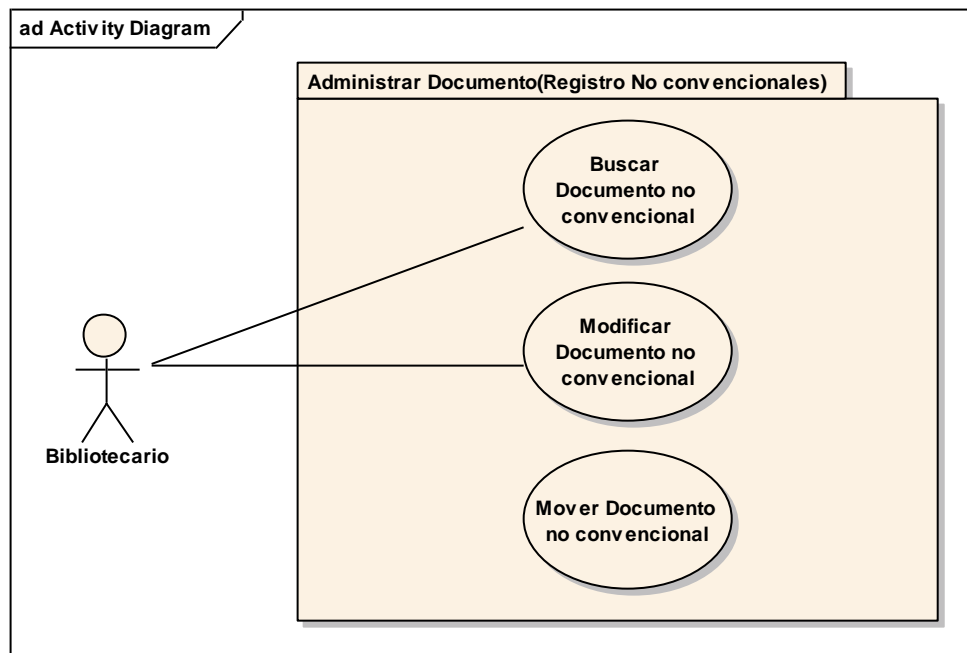 ad Activity Diagram
Administrar Documento(Registro No convencionales)
Buscar
Documento no
convencional
Modificar
Documento no
convencional
Bibliotecario
Mover Documento
no convencional